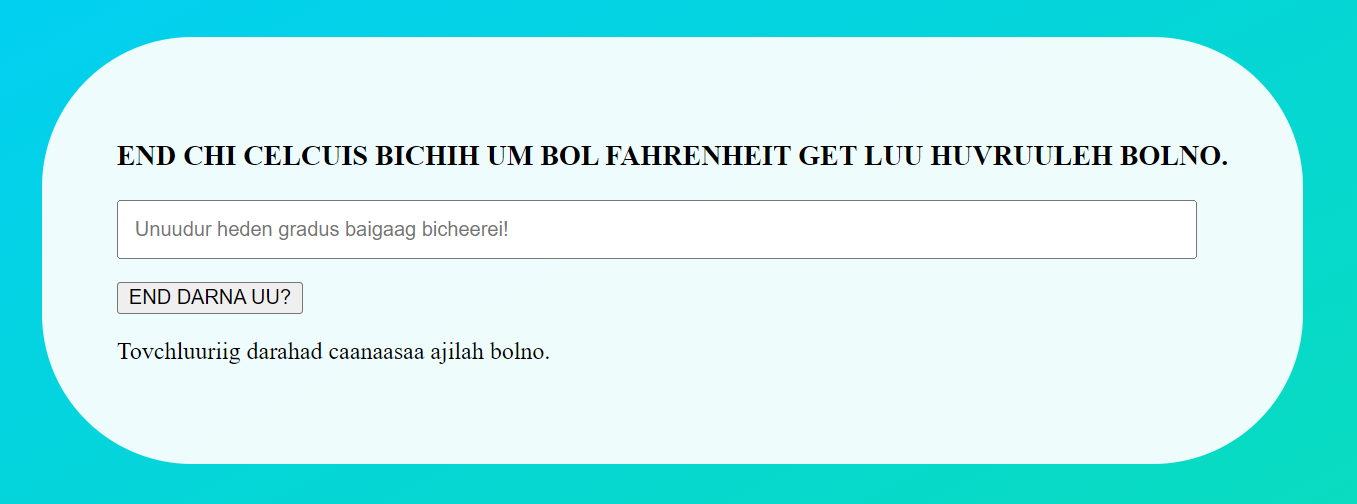 END CHI CELCUIS BICHIH UM BOL FAHRENHEIT GET LUU HUVRUULEH BOLNO.
Unuudur heden gradus baigaag bicheerei!
END DARNA UU?
Tovchluuriig darahad caanaasaa ajilah bolno.